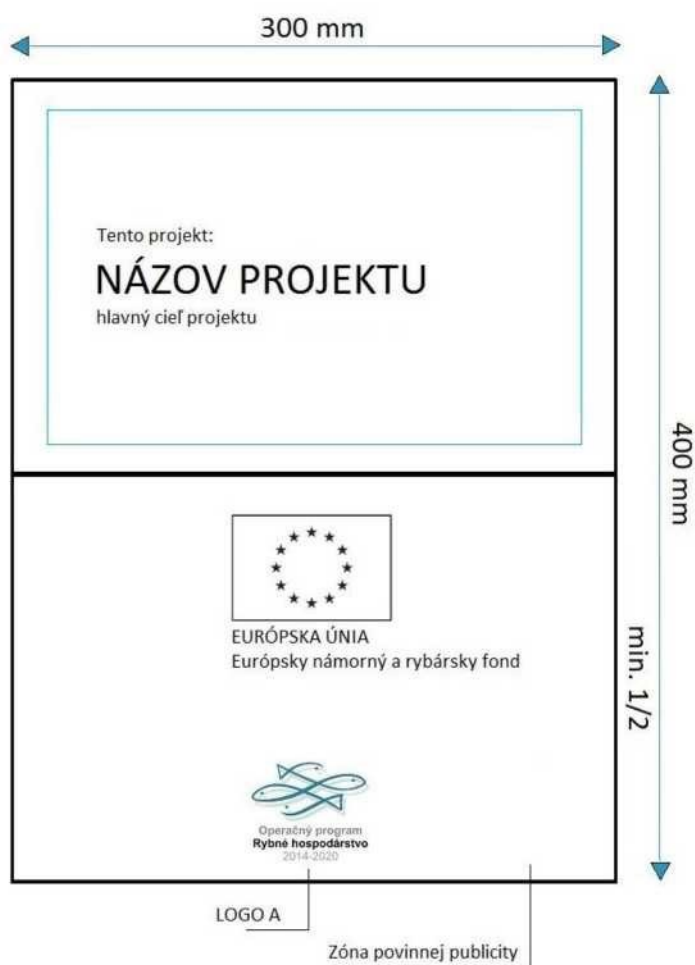 300 mm
Tento projekt:
NÁZOV PROJEKTU
hlavný cieľ projektu
400 mm
EURÓPSKA ÚNIA
Európsky námorný a rybársky fond
min. 1/2
Operačný program
Rybné hospodárstvo
2014-2020
LOGO A
Zóna povinnej publicity